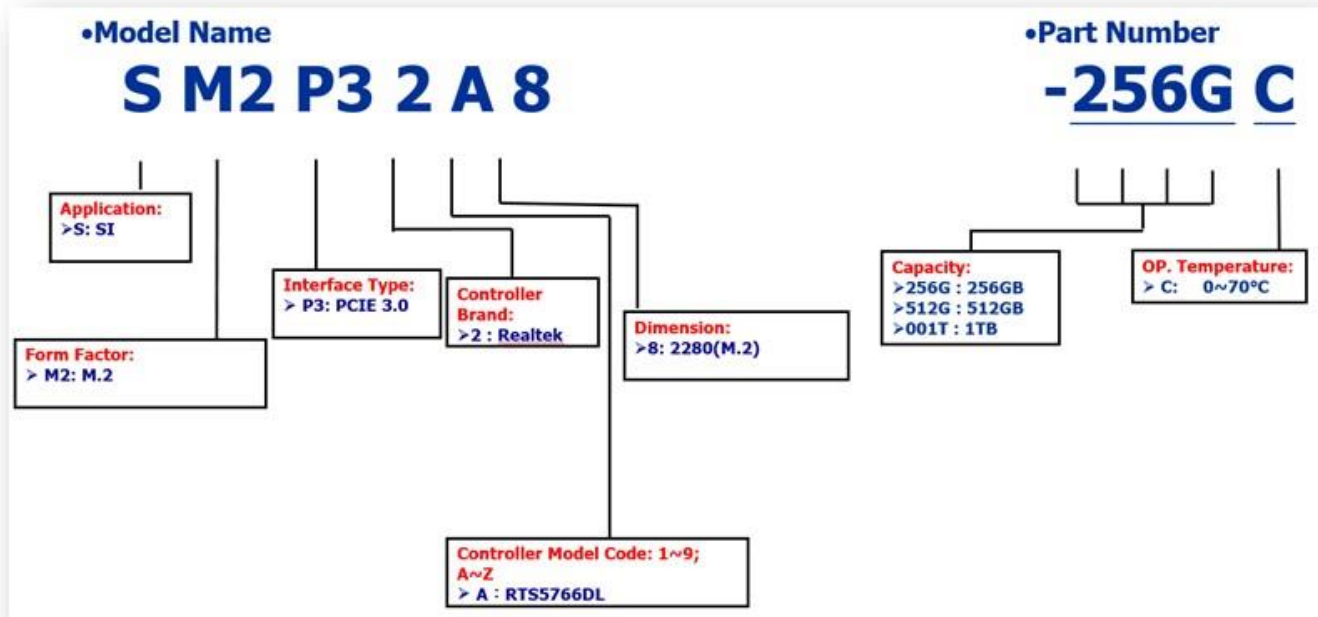 •Model Name
S M2 P3 2 A 8
•Part Number
-256G C
Application:
➢S: SI
Form Factor:
➢ M2: M.2
Interface Type:
➢ P3: PCIE 3.0
Controller
Brand:
➢2 : Realtek
Controller Model Code: 1~9;
A~Z
➢ A : RTS5766DL
Dimension:
➢8: 2280(M.2)
Capacity:
➢256G : 256GB
➢512G : 512GB
➢001T : 1TB
OP. Temperature:
➢ C: 0~70°C